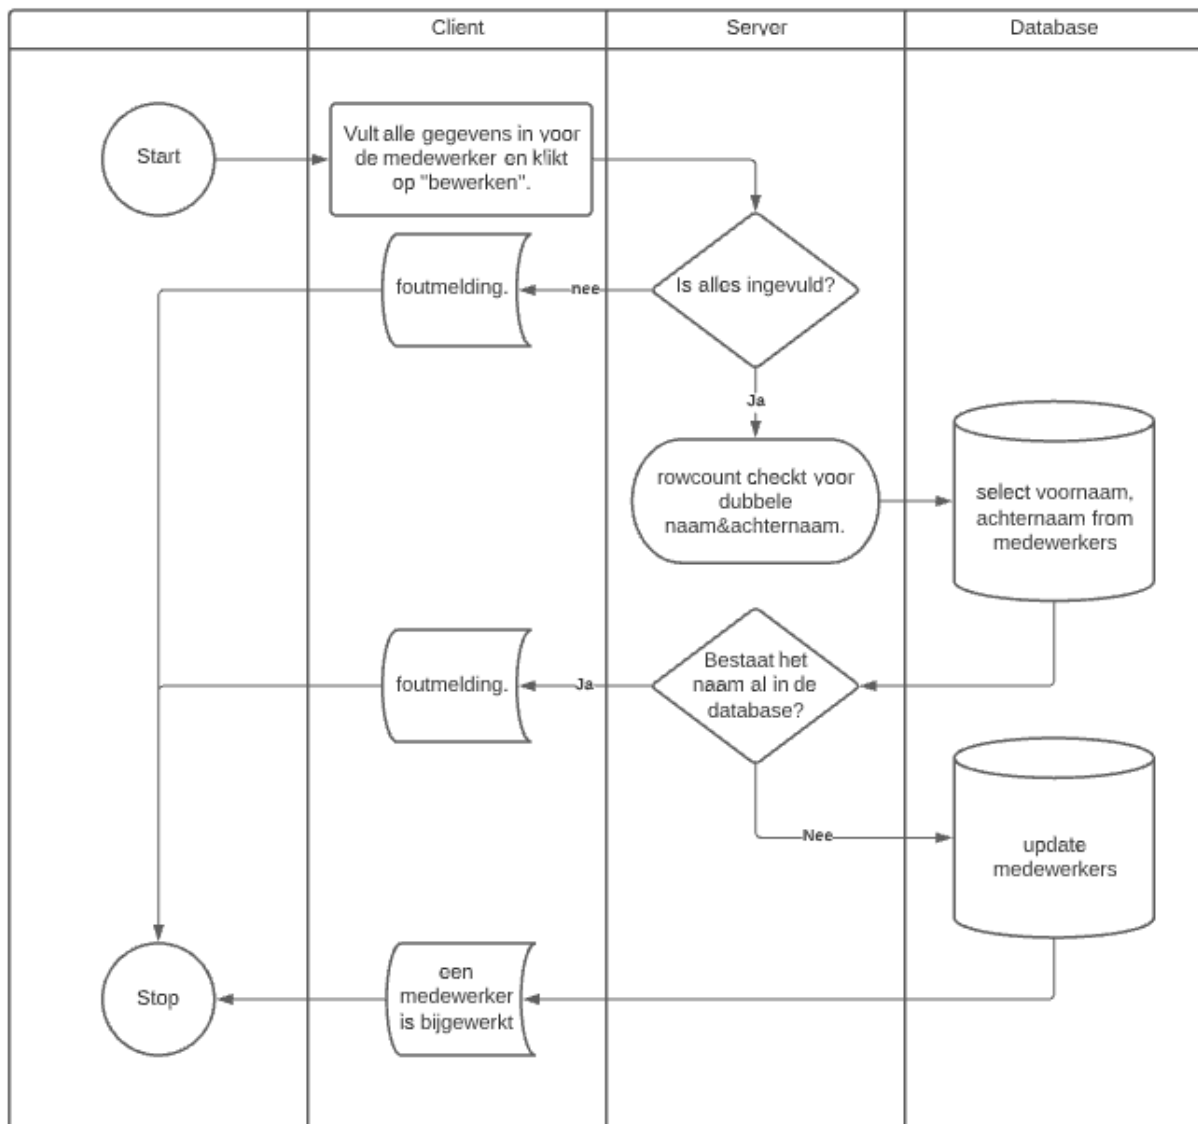 Client
Server
Database
Start
Vult alle gegevens in voor
de medewerker en klikt
op "bewerken".
Is alles ingevuld?
nee
foutmelding.
Ja
rowcount checkt voor
dubbele
naam&achternaam.
select voornaam,
achternaam from
medewerkers
Bestaat het
naam al in de
database?
Ja
foutmelding.
Nee
update
medewerkers
een
medewerker
is bijgewerkt
Stop